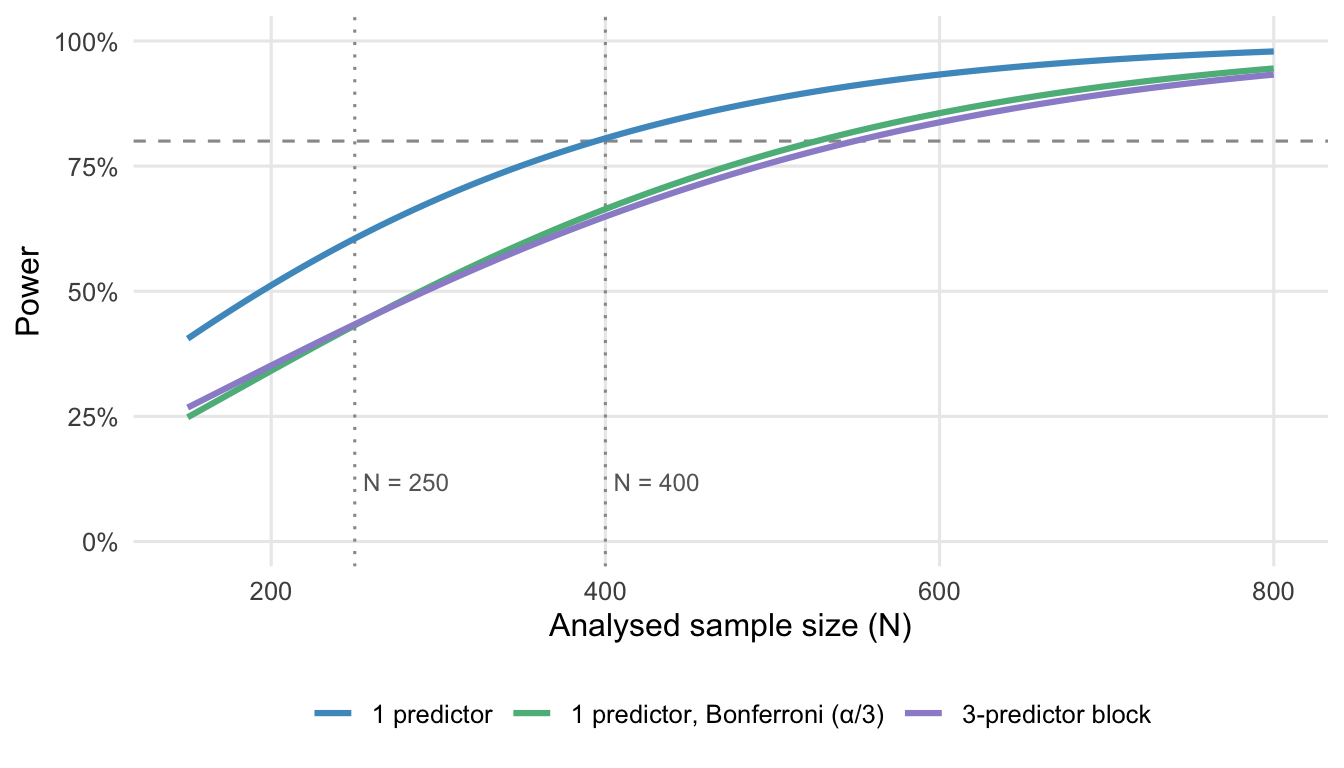 100%
75%
50%
25%
0%
Power
N = 250
N = 400
200 400 600 800
Analysed sample size (N)
1 predictor 1 predictor, Bonferroni (α/3) 3-predictor block